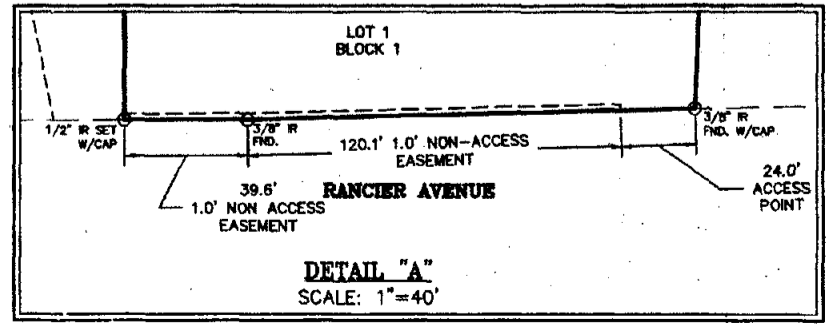 LOT 1
BLOCK 1
1/2" IR SET
W/CAP
3/8" IR
FND.
120.1' 1.0' NON-ACCESS
EASEMENT
3/8" IR
FND. W/CAP
39.6'
1.0' NON ACCESS
EASEMENT
RANCIER AVENUE
24.0'
ACCESS
POINT
DETAIL "A"
SCALE: 1"=40'